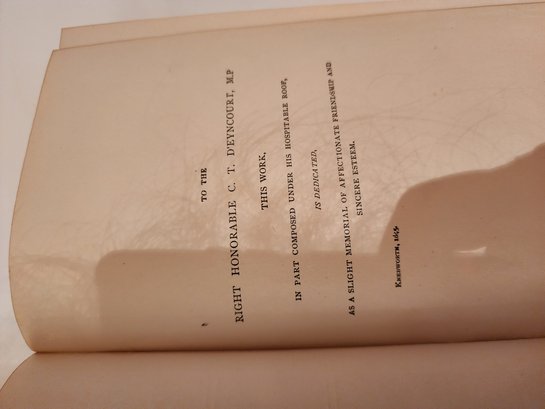 TO THE
RIGHT HONORABLE C. T. D'EYNCOURT, M.P
THIS WORK,
IN PART COMPOSED UNDER HIS HOSPITABLE ROOF,
IS DEDICATED,
AS A SLIGHT MEMORIAL OF AFFECTIONATE FRIENDSHIP AND
SINCERE ESTEEM.
KNEBWORTH,